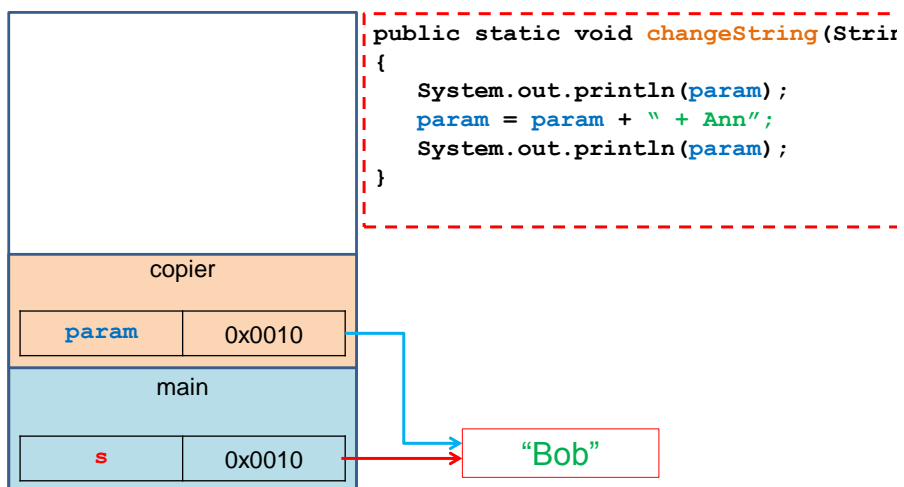 public static void changeString(Strin
{
System.out.println(param);
param = param + “ + Ann”;
System.out.println(param);
}
copier
param 0x0010
main
s 0x0010
“Bob”